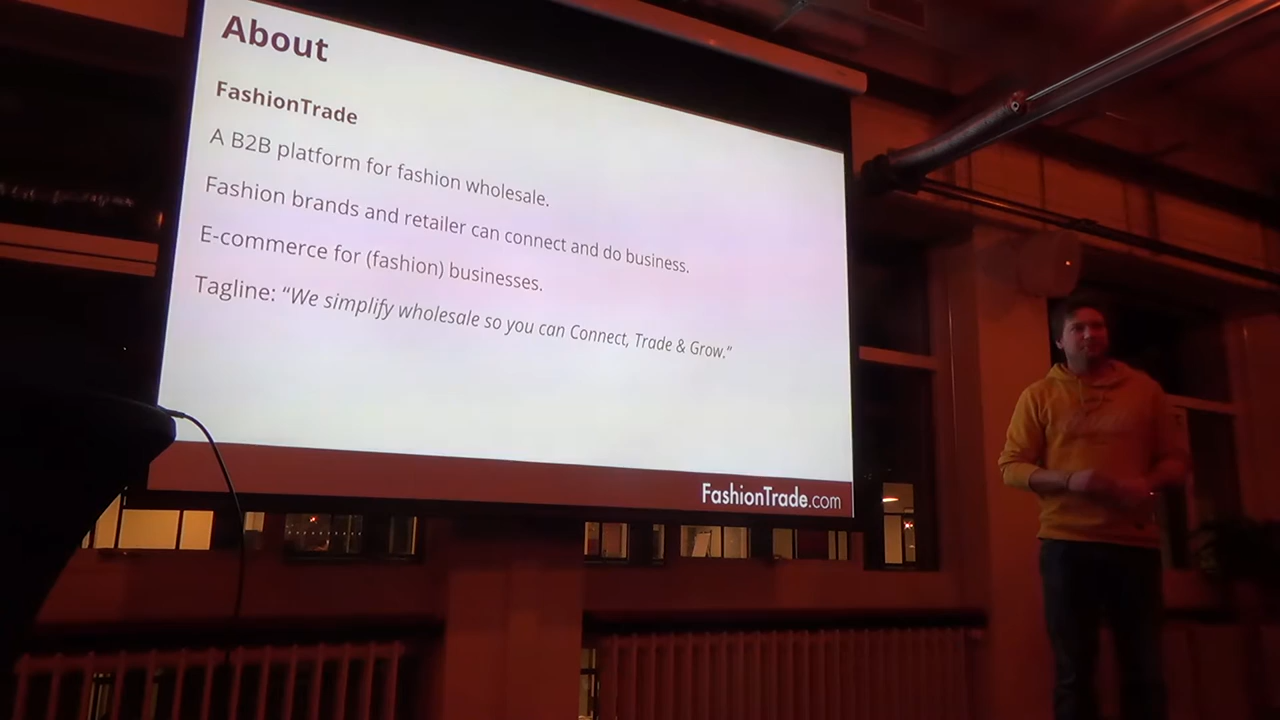 About
FashionTrade
A B2B platform for fashion wholesale.
Fashion brands and retailer can connect and do business.
E-commerce for (fashion) businesses.
Tagline: “We simplify wholesale so you can Connect, Trade & Grow.”
FashionTrade.com